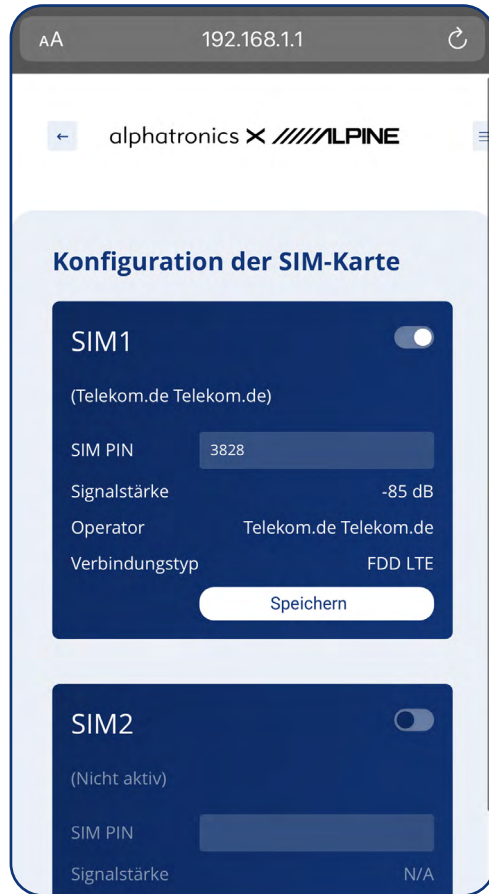 AA 192.168.1.1
alphatronics X /////ALPINE
Konfiguration der SIM-Karte
SIM1
(Telekom.de Telekom.de)
SIM PIN 3828
Signalstärke -85 dB
Operator Telekom.de Telekom.de
Verbindungstyp FDD LTE
Speichern
SIM2
(Nicht aktiv)
SIM PIN
Signalstärke N/A